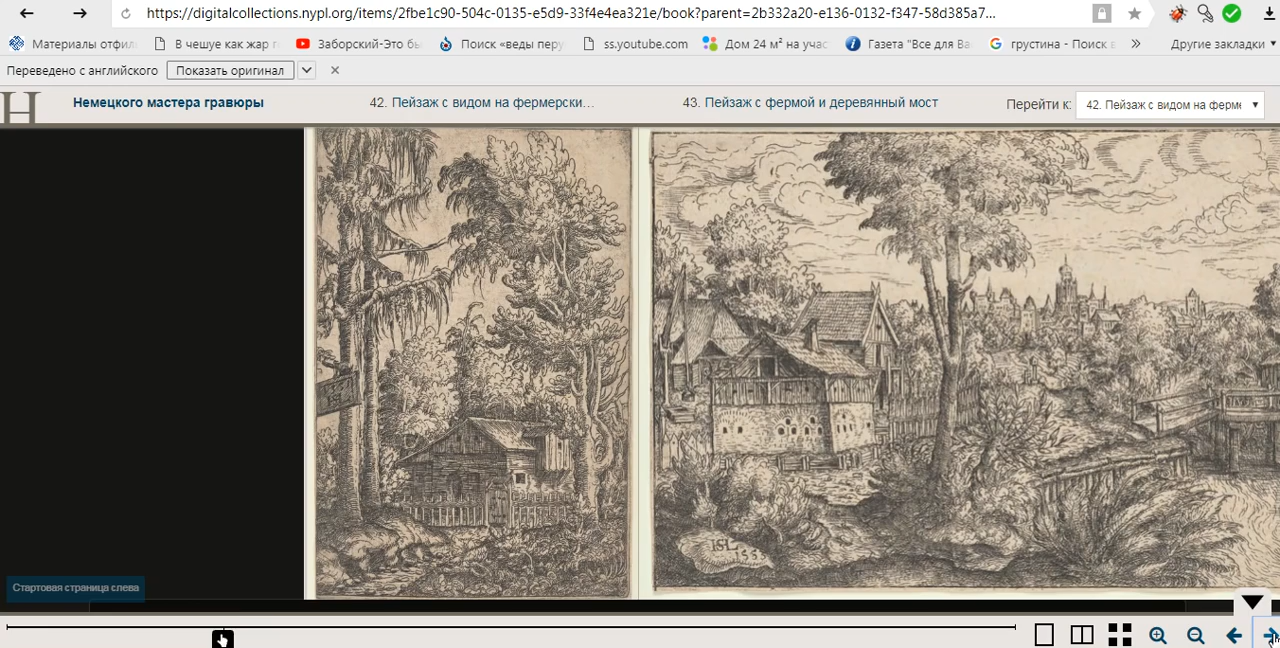 https://digitalcollections.nypl.org/items/2fbe1c90-504c-0135-e5d9-33f4e4ea321e/book?parent=2b332a20-e136-0132-f347-58d385a7...
Материалы отфил
В чешуе как жар г
Заборский-Это бы
Поиск «веды перу
ss.youtube.com
Дом 24 м² на учас
Газета "Все для Ва
грустина - Поиск в
»
Другие закладки
Переведено с английского
Показать оригинал
H
Немецкого мастера гравюры
42. Пейзаж с видом на фермерски...
43. Пейзаж с фермой и деревянный мост
Перейти к:
42. Пейзаж с видом на ферме
HSL
Стартовая страница слева